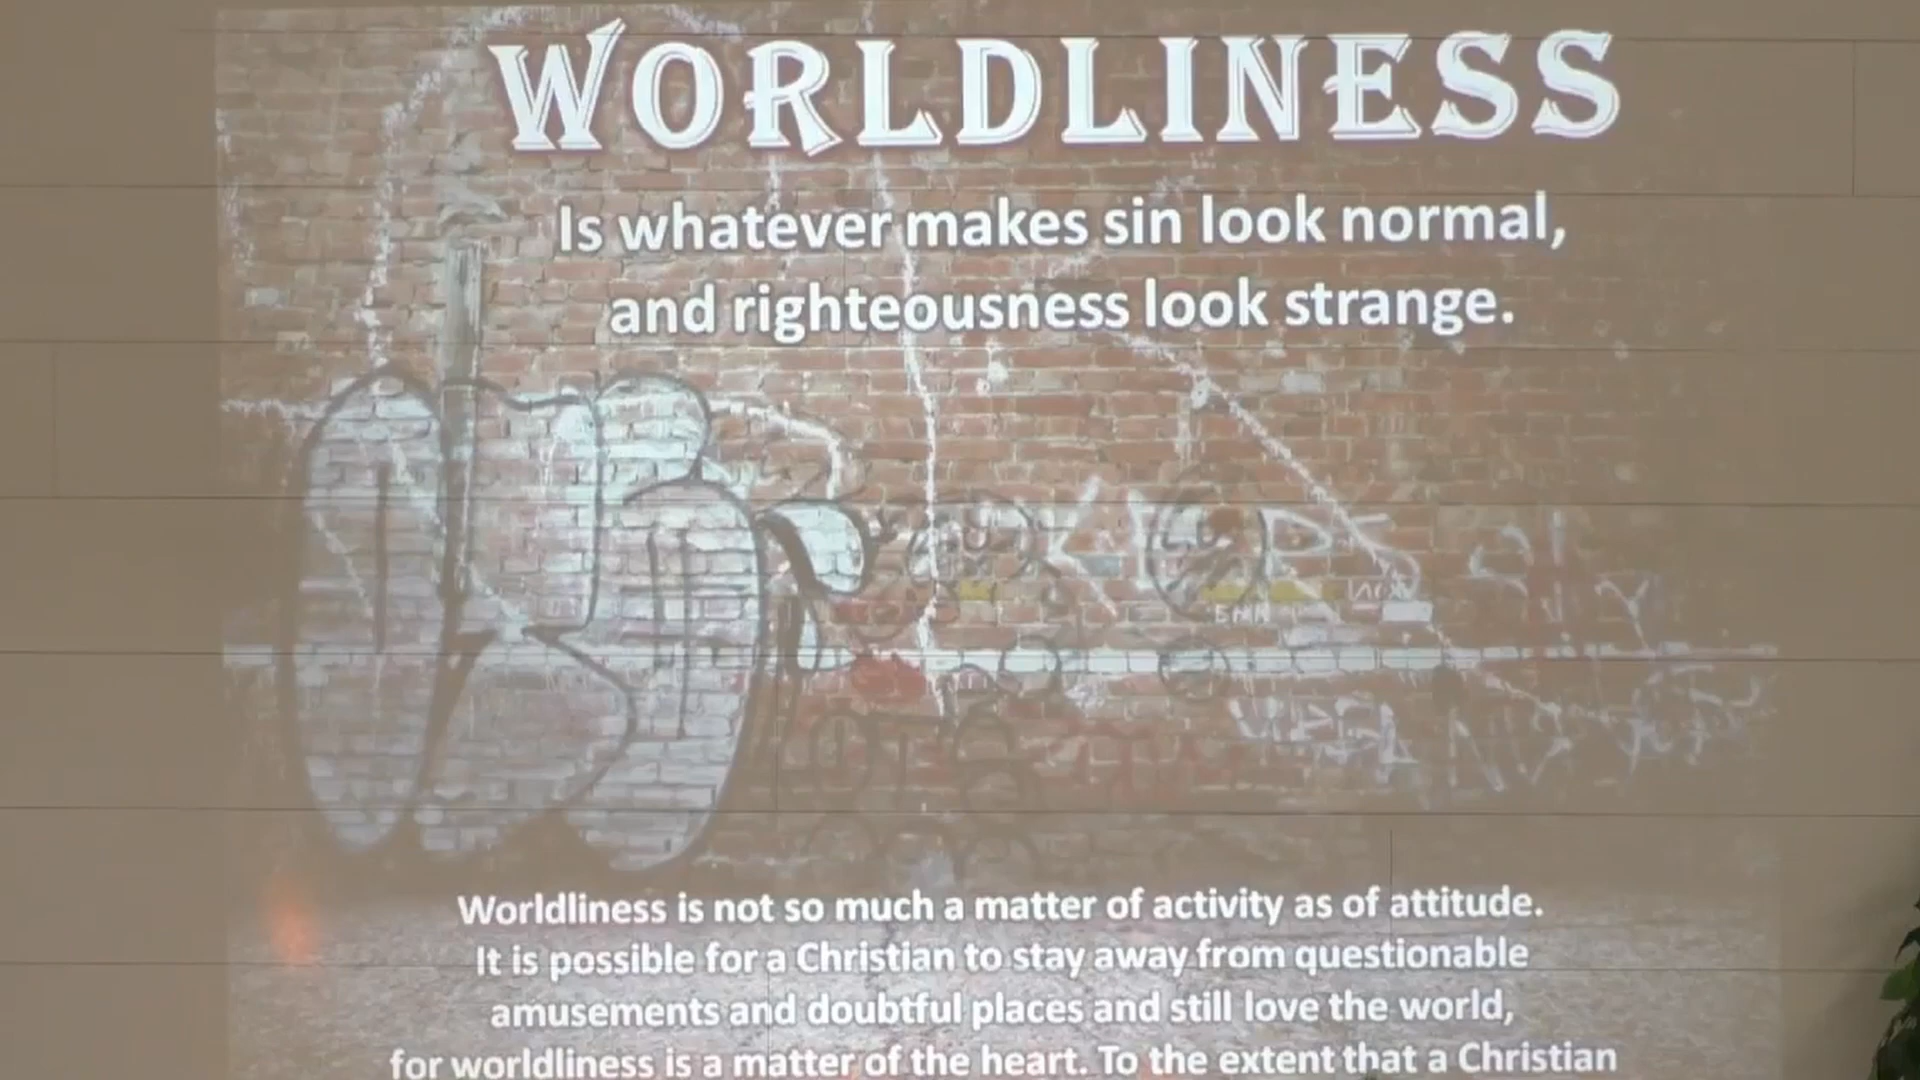 WORLDLINESS
Is whatever makes sin look normal,
and righteousness look strange.
Worldliness is not so much a matter of activity as of attitude.
It is possible for a Christian to stay away from questionable
amusements and doubtful places and still love the world,
for worldliness is a matter of the heart. To the extent that a Christian